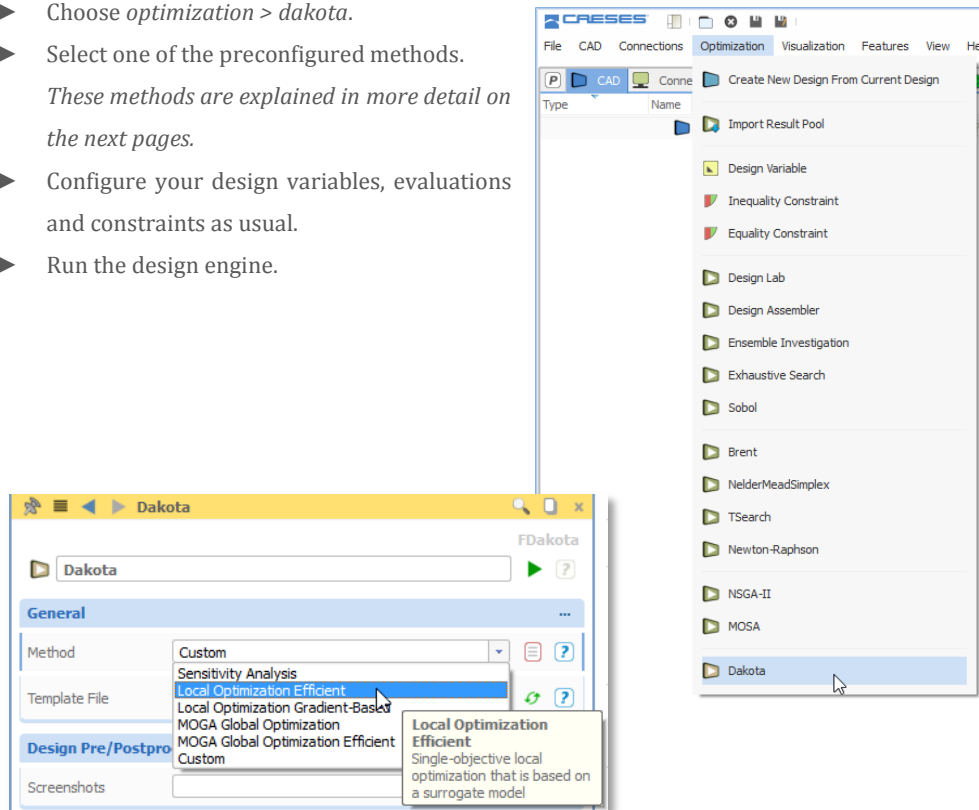 ► Choose optimization > dakota.
► Select one of the preconfigured methods.
These methods are explained in more detail on
the next pages.
► Configure your design variables, evaluations
and constraints as usual.
► Run the design engine.
CAESES
File CAD Connections Optimization Visualization Features View He
P CAD Conne
Type Name
Create New Design From Current Design
Import Result Pool
Design Variable
Inequality Constraint
Equality Constraint
Design Lab
Design Assembler
Ensemble Investigation
Exhaustive Search
Sobol
Brent
NelderMeadSimplex
TSearch
Newton-Raphson
NSGA-II
MOSA
Dakota
Dakota
FDakota
Dakota
General ...
Method Custom
Sensitivity Analysis
Local Optimization Efficient
Template File
Local Optimization Gradient-Based
MOGA Global Optimization
MOGA Global Optimization Efficient
Custom
Design Pre/Postpro
Screenshots
Local Optimization
Efficient
Single-objective local
optimization that is based on
a surrogate model